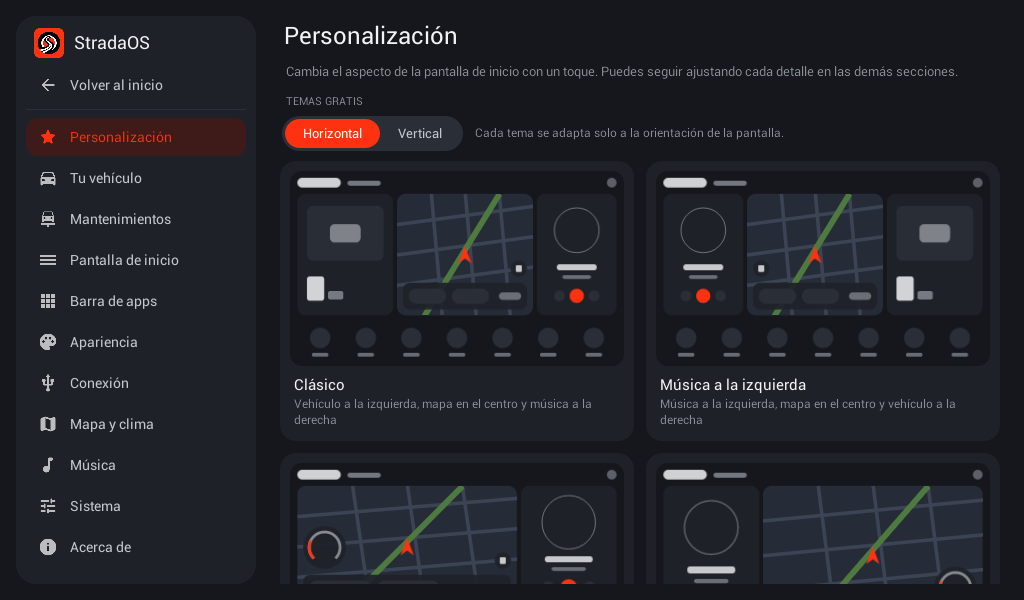 StradaOS
Volver al inicio
Personalización
Tu vehículo
Mantenimientos
Pantalla de inicio
Barra de apps
Apariencia
Conexión
Mapa y clima
Música
Sistema
Acerca de
Personalización
Cambia el aspecto de la pantalla de inicio con un toque. Puedes seguir ajustando cada detalle en las demás secciones.
TEMAS GRATIS
Horizontal Vertical Cada tema se adapta solo a la orientación de la pantalla.
Clásico
Vehículo a la izquierda, mapa en el centro y música a la
derecha
Música a la izquierda
Música a la izquierda, mapa en el centro y vehículo a la
derecha